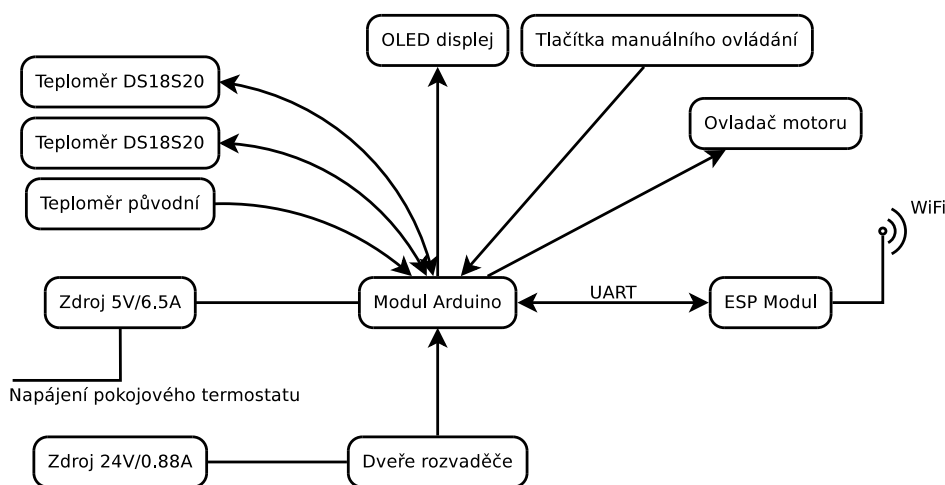 OLED displej
Tlačítka manuálního ovládání
Teploměr DS18S20
Ovladač motoru
Teploměr DS18S20
Teploměr původní
WiFi
Zdroj 5V/6.5A
Modul Arduino
UART
ESP Modul
Napájení pokojového termostatu
Zdroj 24V/0.88A
Dveře rozvaděče